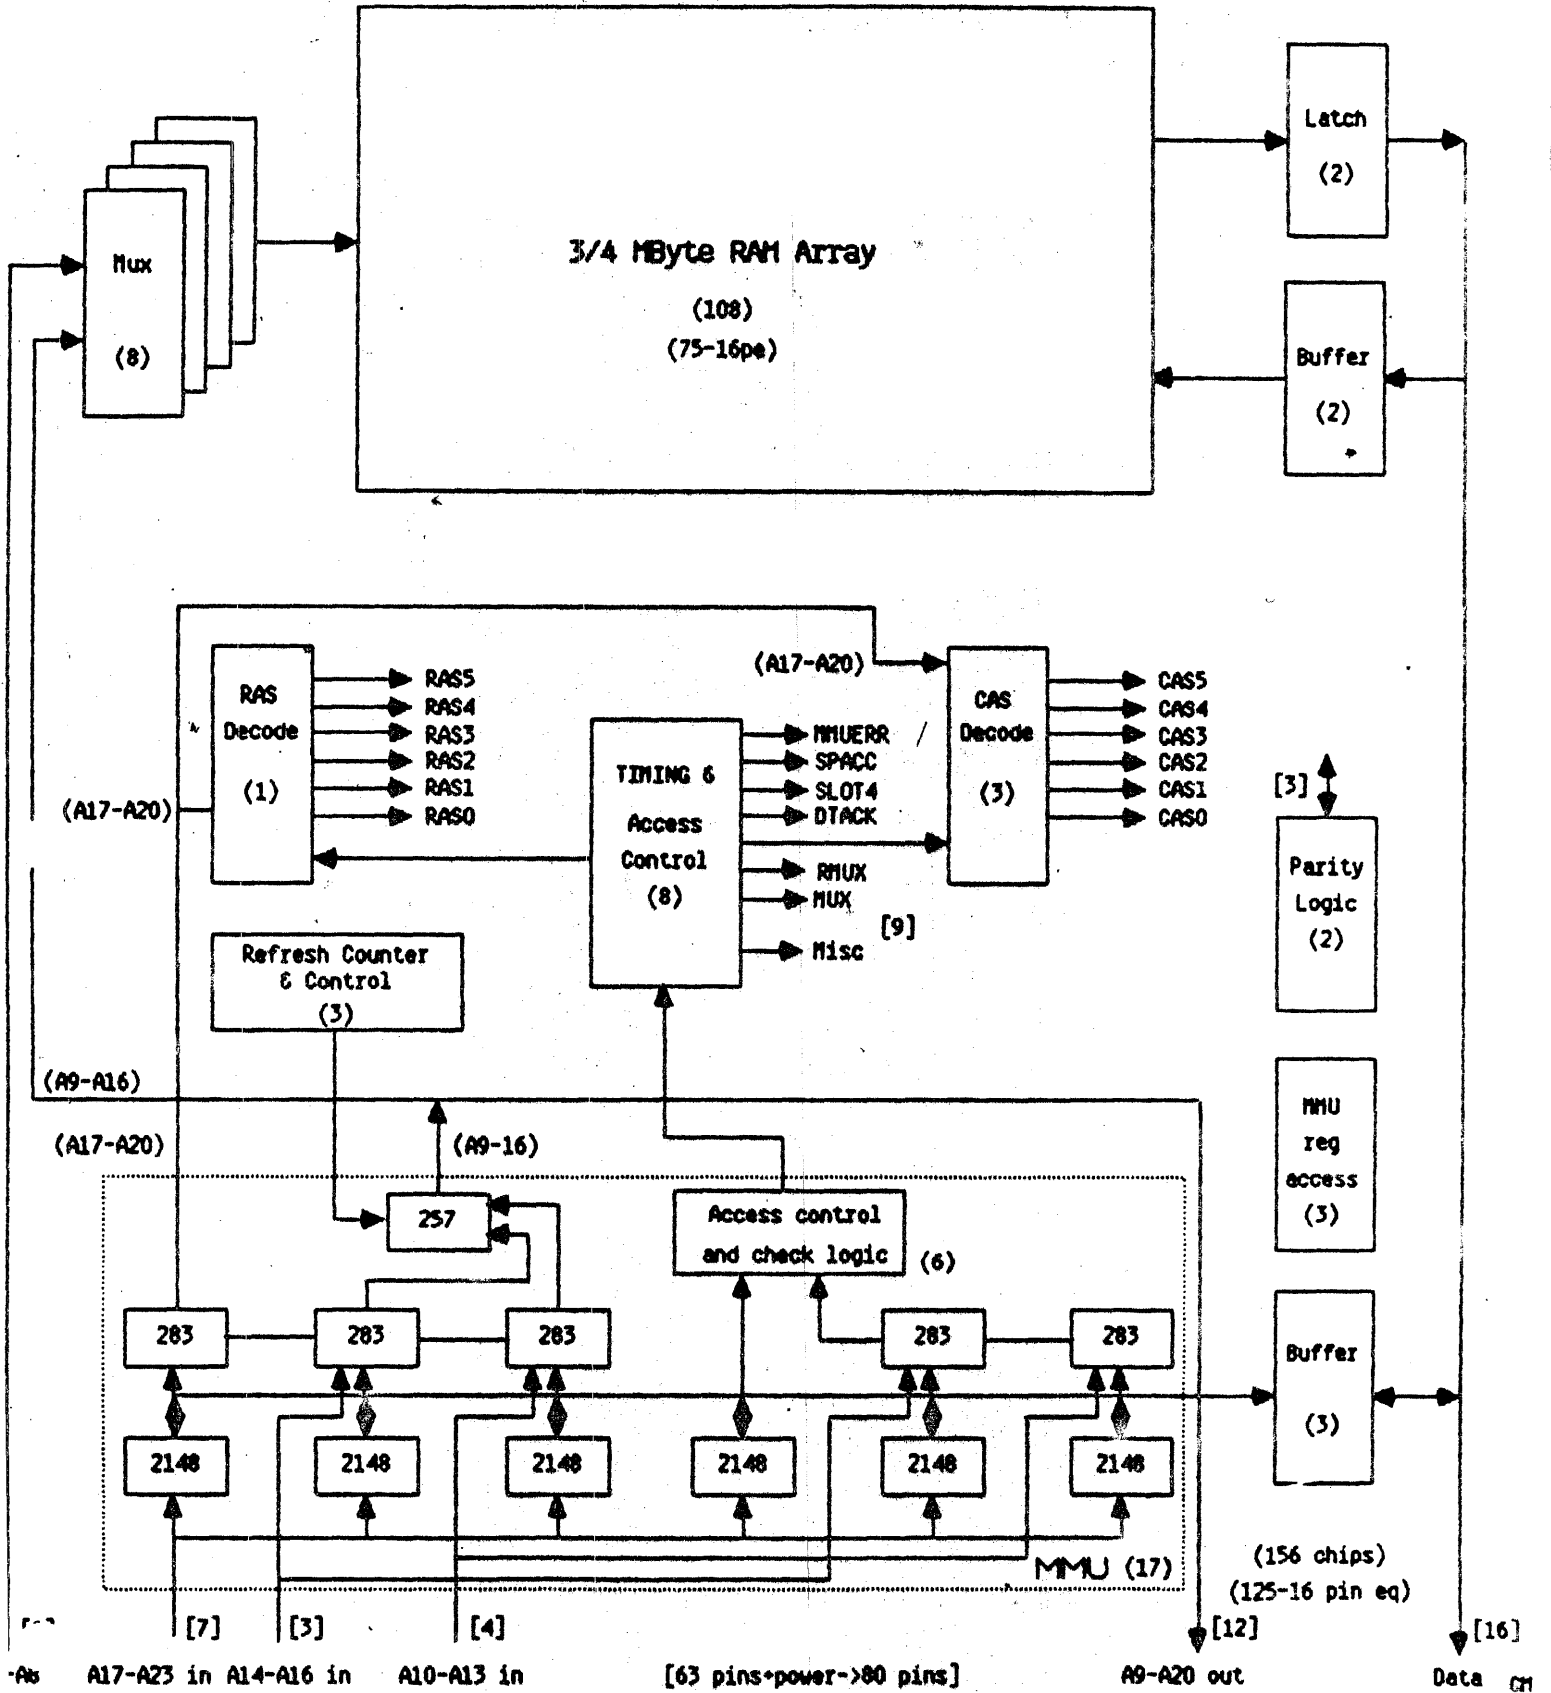 Latch
(2)
Mux
(8)
3/4 MByte RAM Array
(108)
(75-16pe)
Buffer
(2)
(A17-A20)
RAS
Decode
(1)
RAS5
RAS4
RAS3
RAS2
RAS1
RAS0
(A17-A20)
TIMING &
Access
Control
(8)
MMUERR
SPACC
SLOT4
DTACK
RMUX
MUX
[9]
Misc
CAS
Decode
(3)
CAS5
CAS4
CAS3
CAS2
CAS1
CAS0
[3]
Parity
Logic
(2)
Refresh Counter
& Control
(3)
(A9-A16)
(A17-A20)
(A9-16)
MMU
reg
access
(3)
257
Access control
and check logic
(6)
283
283
283
283
283
Buffer
(3)
2148
2148
2148
2148
2148
2148
MMU (17)
(156 chips)
(125-16 pin eq)
[7]
[3]
[4]
[12]
[16]
A17-A23 in
A14-A16 in
A10-A13 in
[63 pins+power->80 pins]
A9-A20 out
Data